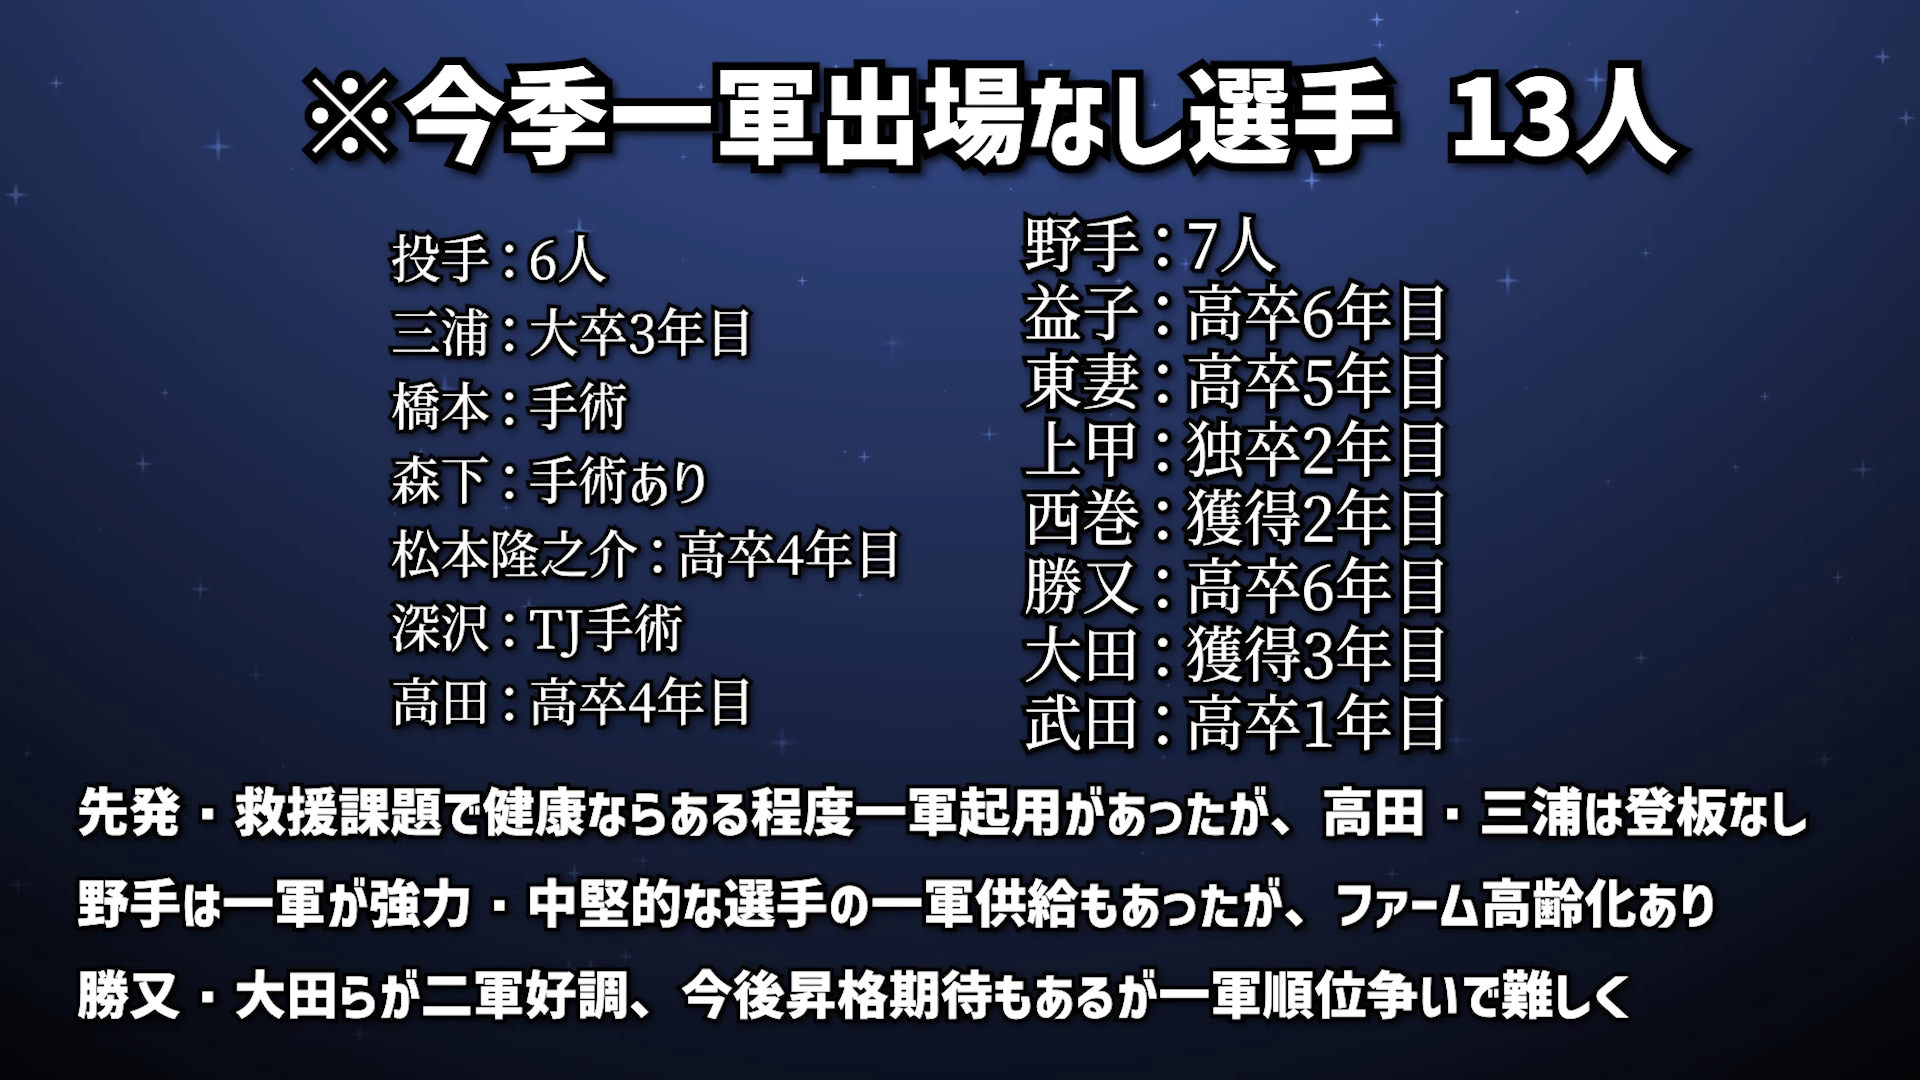 ※今季一軍出場なし選手 13人
投手：6人
三浦：大卒3年目
橋本：手術
森下：手術あり
松本隆之介：高卒4年目
深沢：TJ手術
高田：高卒4年目
野手：7人
益子：高卒6年目
東妻：高卒5年目
上甲：独卒2年目
西巻：獲得2年目
勝又：高卒6年目
大田：獲得3年目
武田：高卒1年目
先発・救援課題で健康ならある程度一軍起用があったが、高田・三浦は登板なし
野手は一軍が強力・中堅的な選手の一軍供給もあったが、ファーム高齢化あり
勝又・大田らが二軍好調、今後昇格期待もあるが一軍順位争いで難しく